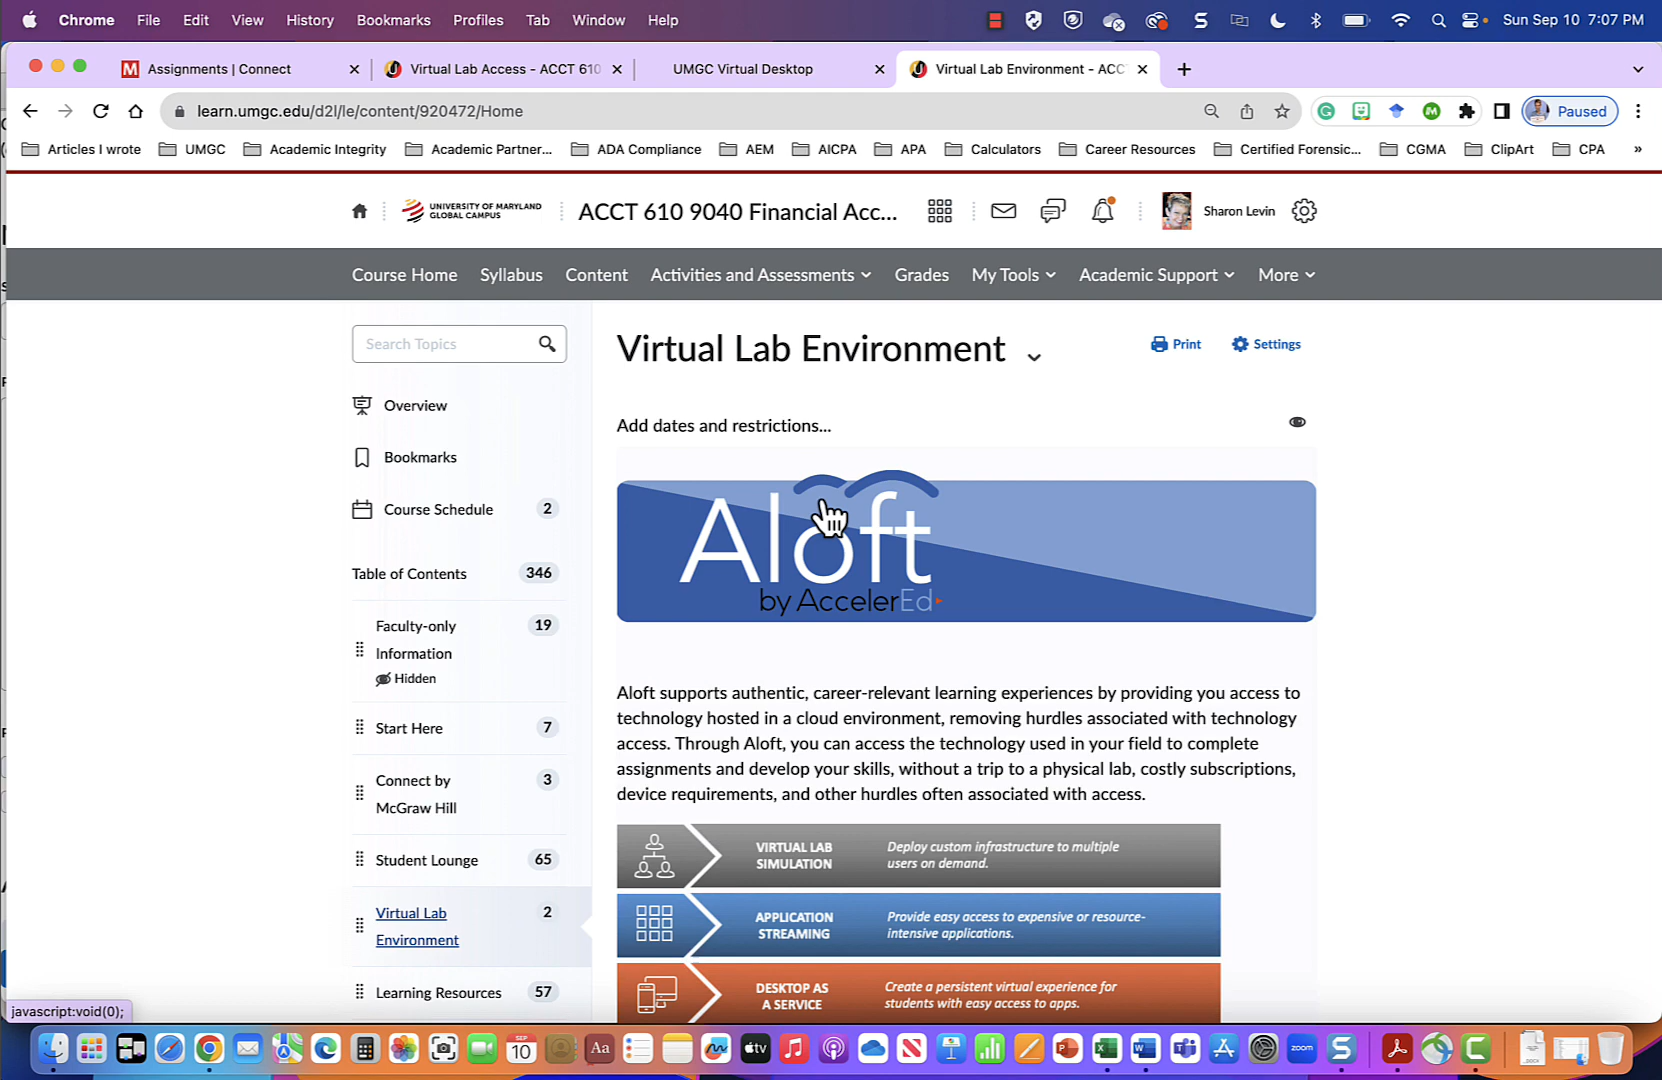 Chrome File Edit View History Bookmarks Profiles Tab Window Help Sun Sep 10 7:07 PM
Assignments | Connect
Virtual Lab Access - ACCT 610
UMGC Virtual Desktop
Virtual Lab Environment - ACC
learn.umgc.edu/d2l/le/content/920472/Home
Paused
Articles I wrote UMGC Academic Integrity Academic Partner... ADA Compliance AEM AICPA APA Calculators Career Resources Certified Forensic... CGMA ClipArt CPA »
UNIVERSITY OF MARYLAND
GLOBAL CAMPUS
ACCT 610 9040 Financial Acc...
Sharon Levin
Course Home Syllabus Content Activities and Assessments Grades My Tools Academic Support More
Search Topics
Overview
Bookmarks
Course Schedule 2
Table of Contents 346
Faculty-only 19
Information
Hidden
Start Here 7
Connect by 3
McGraw Hill
Student Lounge 65
Virtual Lab 2
Environment
Learning Resources 57
Virtual Lab Environment
Print
Settings
Add dates and restrictions...
Aloft
by AccelerEd
Aloft supports authentic, career-relevant learning experiences by providing you access to
technology hosted in a cloud environment, removing hurdles associated with technology
access. Through Aloft, you can access the technology used in your field to complete
assignments and develop your skills, without a trip to a physical lab, costly subscriptions,
device requirements, and other hurdles often associated with access.
VIRTUAL LAB
SIMULATION
Deploy custom infrastructure to multiple
users on demand.
APPLICATION
STREAMING
Provide easy access to expensive or resource-
intensive applications.
DESKTOP AS
A SERVICE
Create a persistent virtual experience for
students with easy access to apps.
javascript:void(0);
SEP
10
Aa
tv
zoom